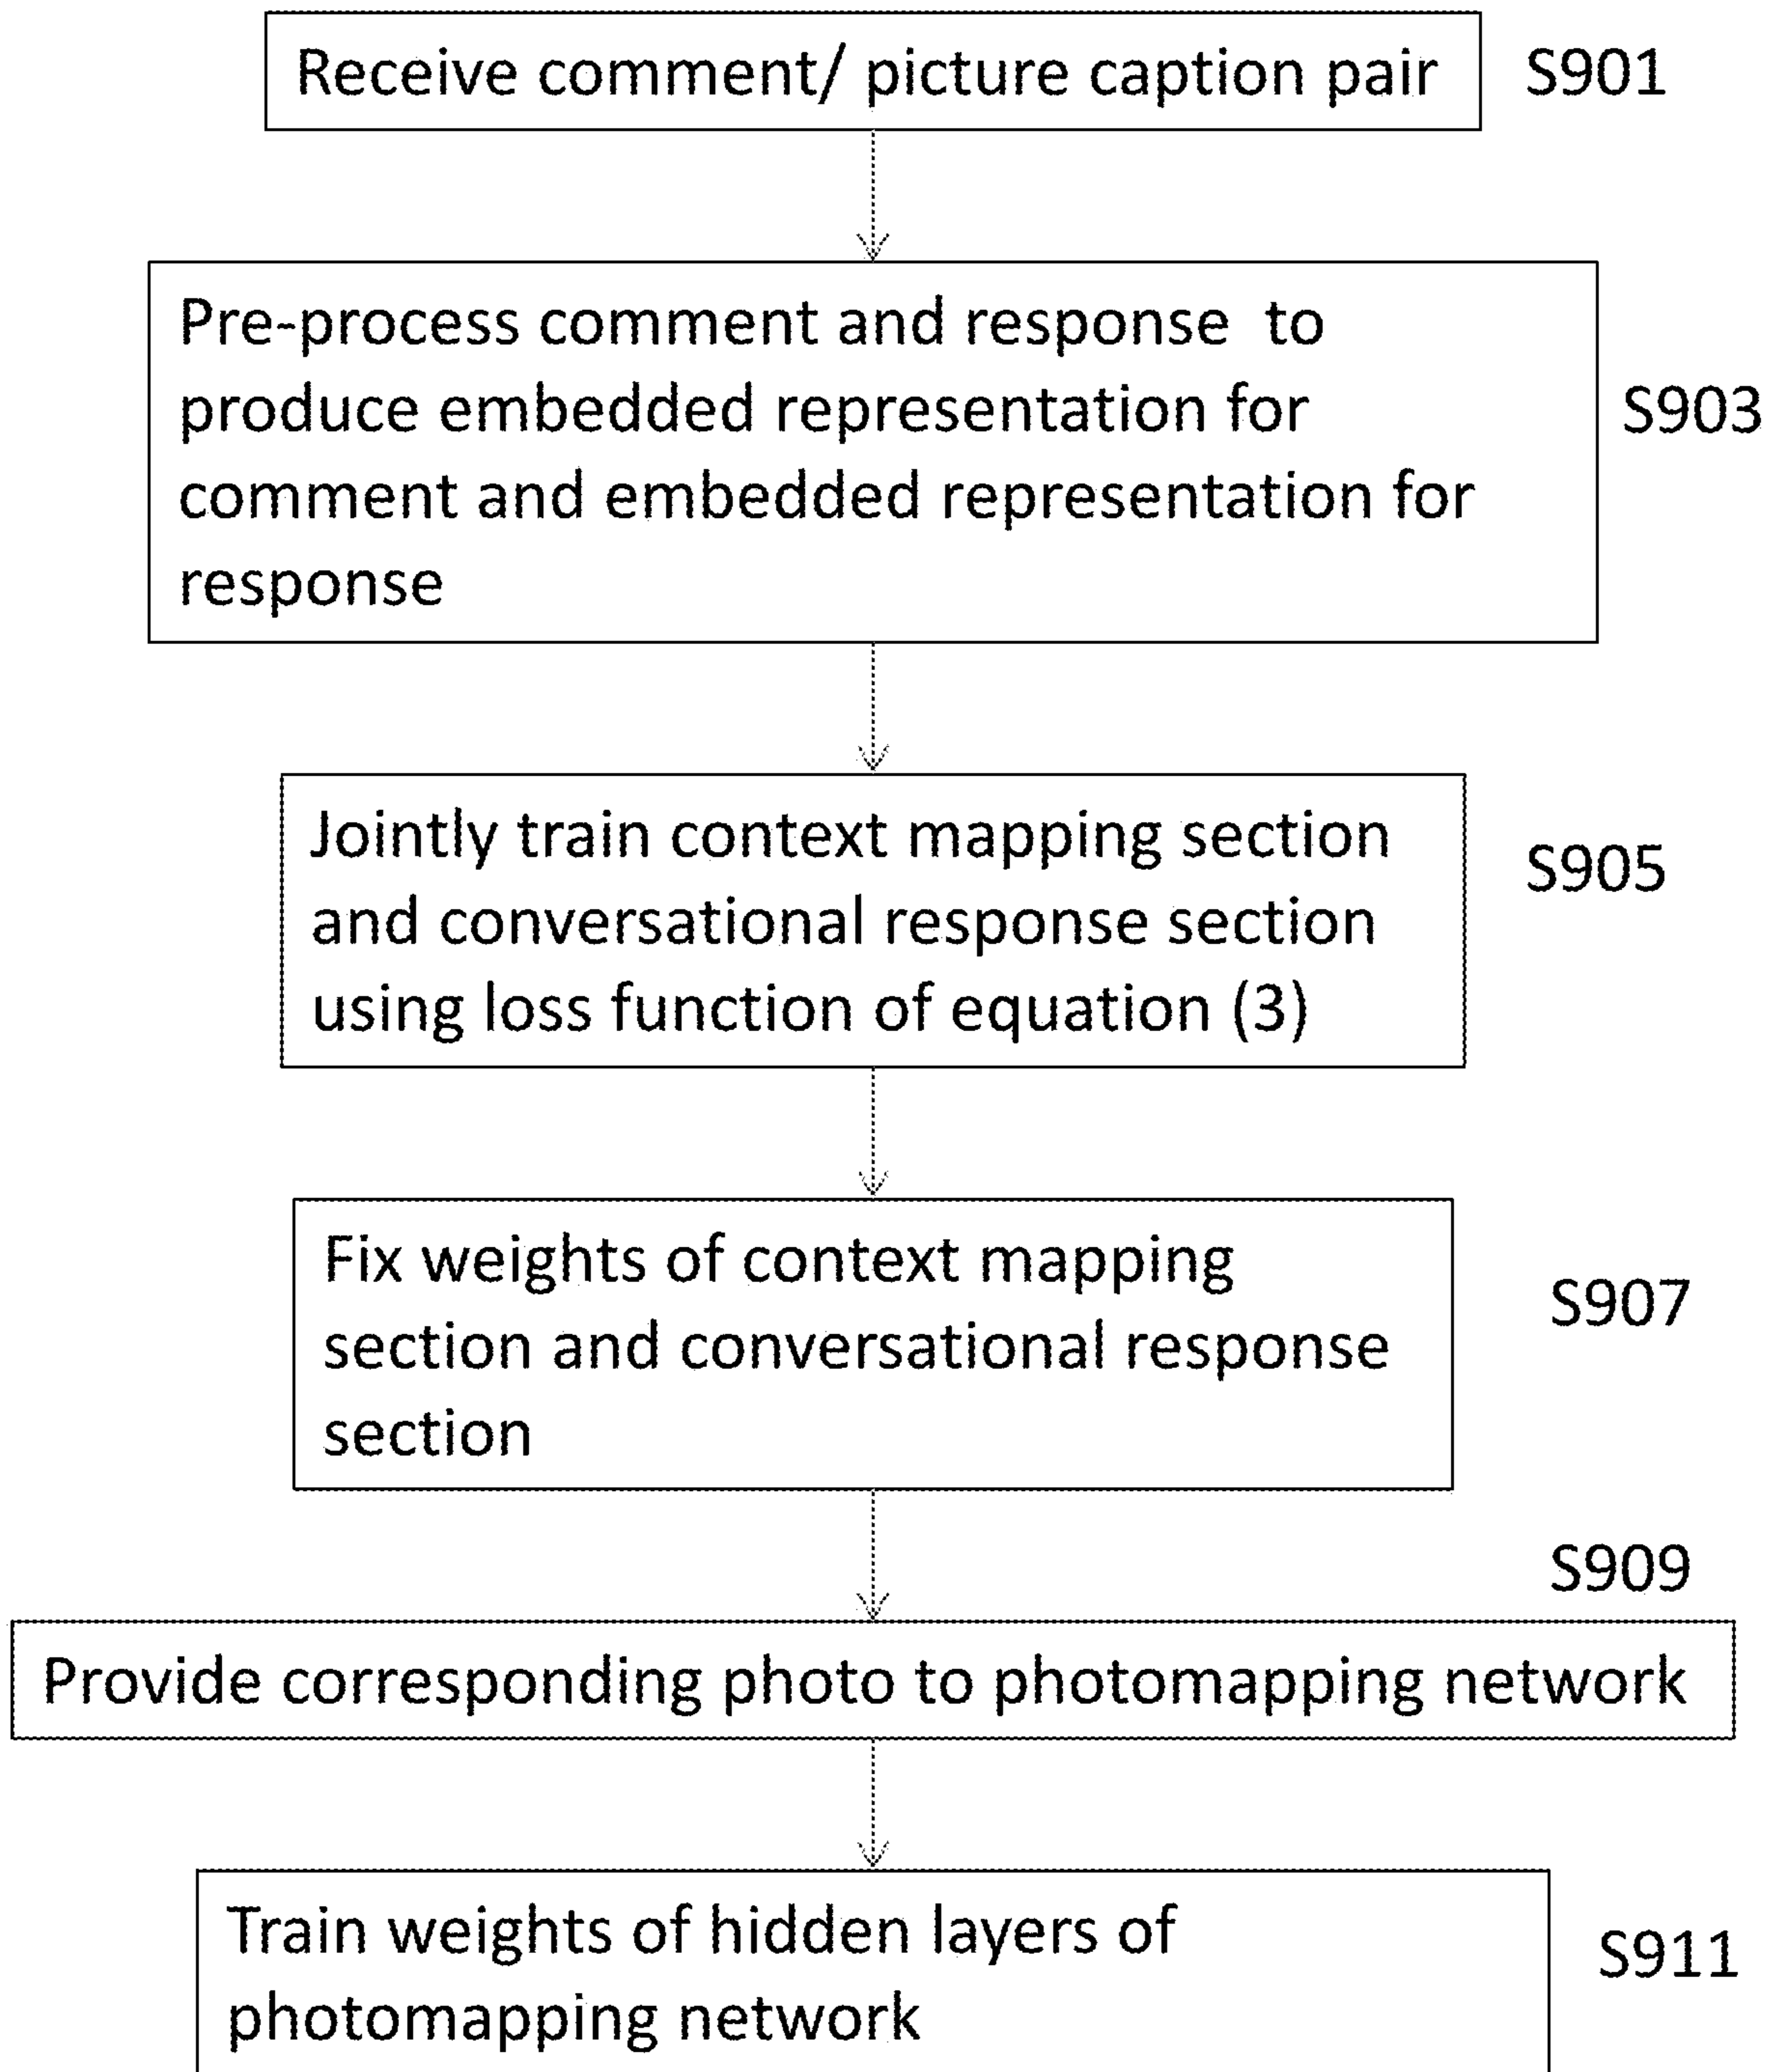 Receive comment/ picture caption pair
S901
Pre-process comment and response to
produce embedded representation for
comment and embedded representation for
response
S903
Jointly train context mapping section
and conversational response section
using loss function of equation (3)
S905
Fix weights of context mapping
section and conversational response
section
S907
S909
Provide corresponding photo to photomapping network
Train weights of hidden layers of
photomapping network
S911